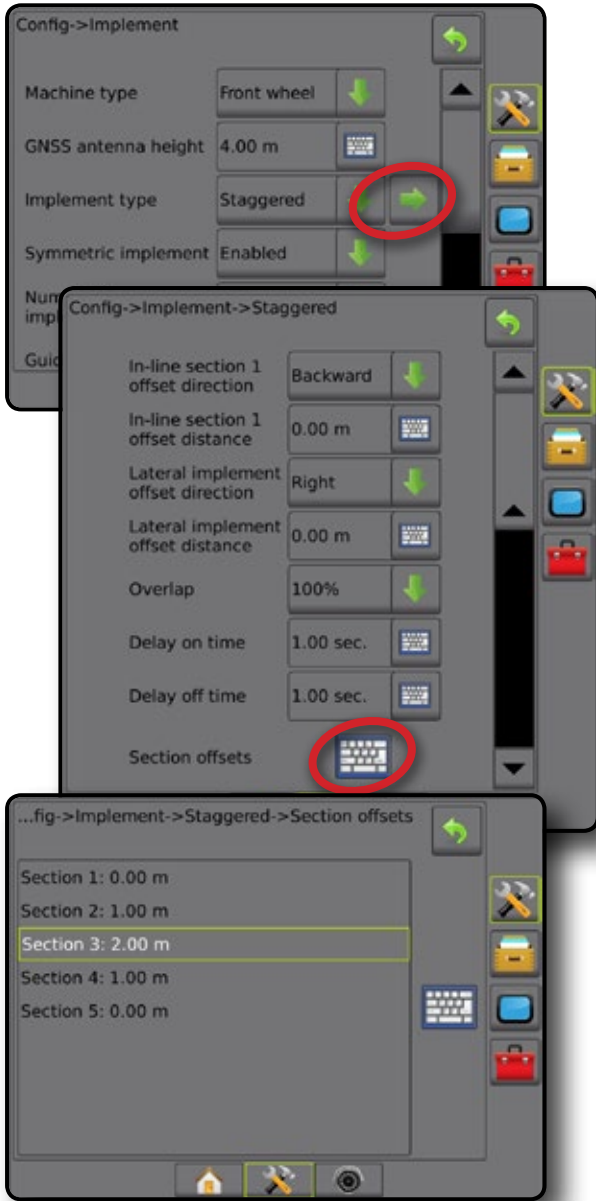 Config->Implement
Machine type Front wheel
GNSS antenna height 4.00 m
Implement type Staggered
Symmetric implement Enabled
Config->Implement->Staggered
In-line section 1
offset direction Backward
In-line section 1
offset distance 0.00 m
Lateral implement
offset direction Right
Lateral implement
offset distance 0.00 m
Overlap 100%
Delay on time 1.00 sec.
Delay off time 1.00 sec.
Section offsets
...fig->Implement->Staggered->Section offsets
Section 1: 0.00 m
Section 2: 1.00 m
Section 3: 2.00 m
Section 4: 1.00 m
Section 5: 0.00 m